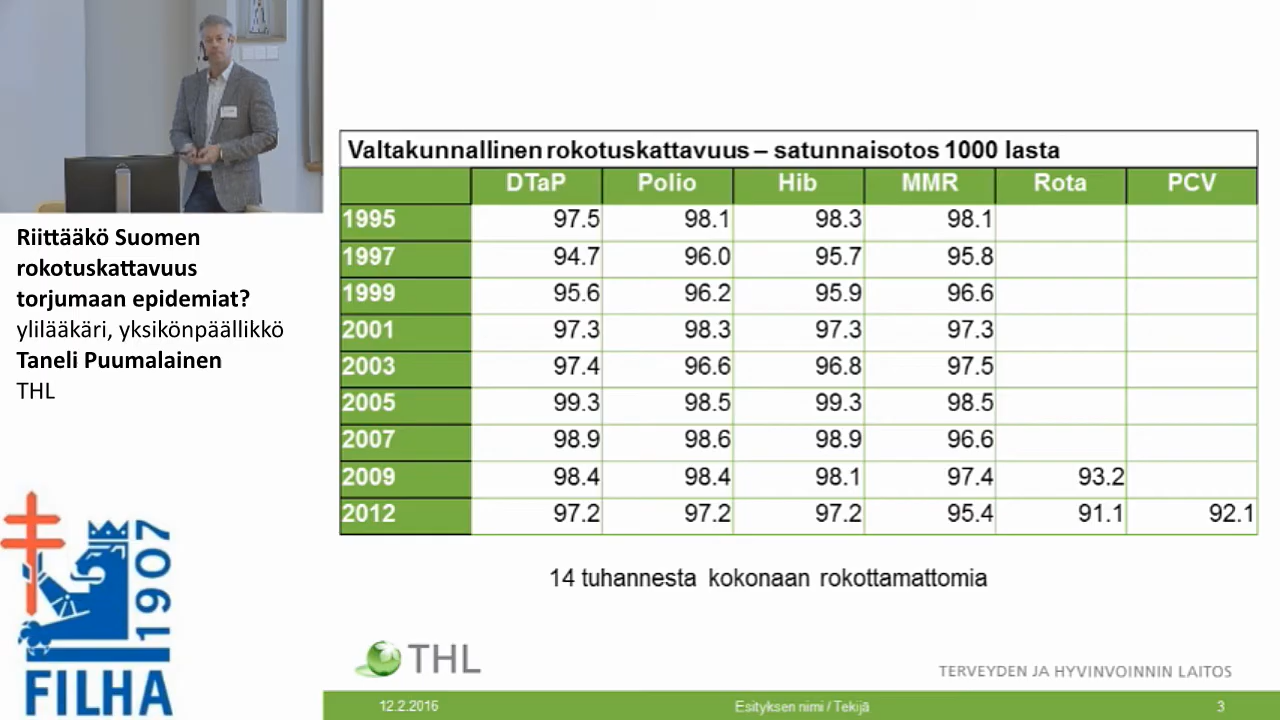 Riittääkö Suomen
rokotuskattavuus
torjumaan epidemiat?
ylilääkäri, yksikönpäällikkö
Taneli Puumalainen
THL
1907
FILHA
Valtakunnallinen rokotuskattavuus – satunnaisotos 1000 lasta
DTaP Polio Hib MMR Rota PCV
1995 97.5 98.1 98.3 98.1
1997 94.7 96.0 95.7 95.8
1999 95.6 96.2 95.9 96.6
2001 97.3 98.3 97.3 97.3
2003 97.4 96.6 96.8 97.5
2005 99.3 98.5 99.3 98.5
2007 98.9 98.6 98.9 96.6
2009 98.4 98.4 98.1 97.4 93.2
2012 97.2 97.2 97.2 95.4 91.1 92.1
14 tuhannesta kokonaan rokottamattomia
THL
TERVEYDEN JA HYVINVOINNIN LAITOS
12.2.2016 Esityksen nimi / Tekijä 3